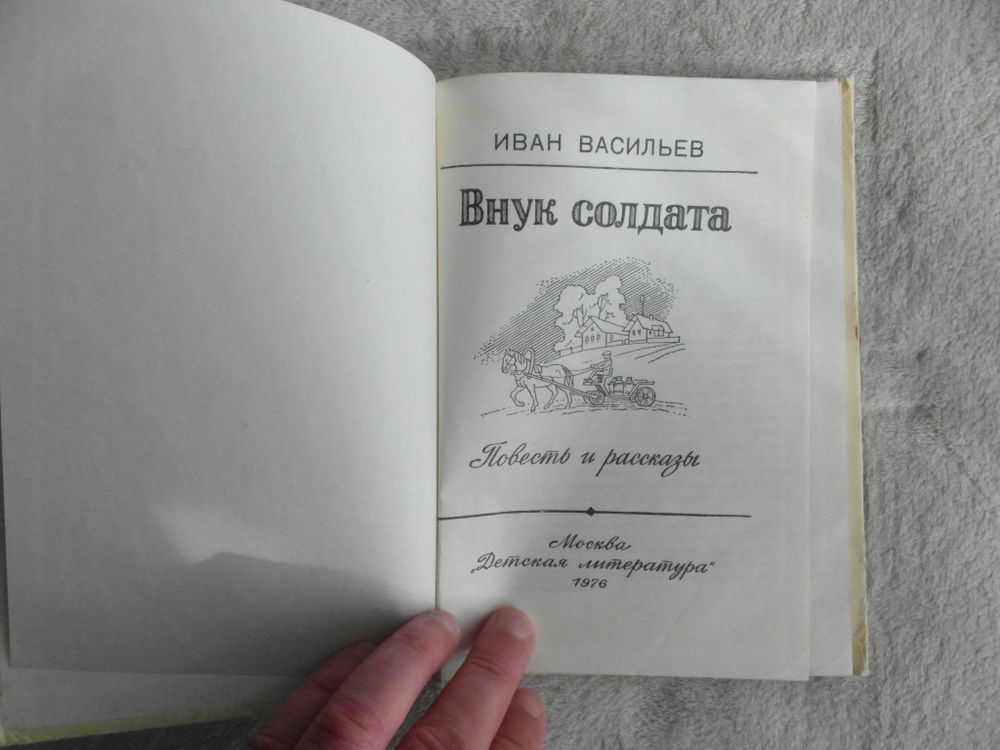 ИВАН ВАСИЛЬЕВ
Внук солдата
Повесть и рассказы
Москва
„Детская литература"
1976